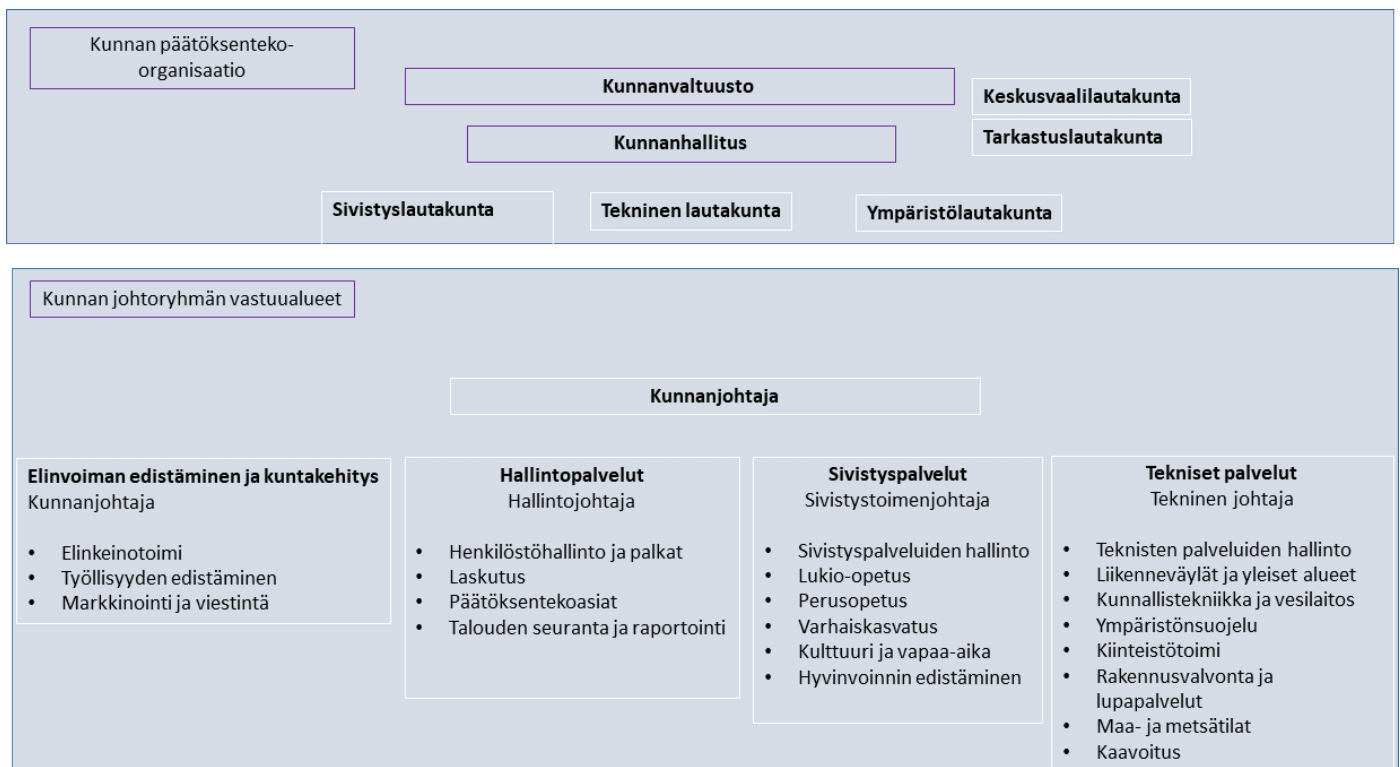 Kunnan päätöksenteko-
organisaatio
Kunnanvaltuusto
Keskusvaalilautakunta
Kunnanhallitus
Tarkastuslautakunta
Sivistyslautakunta
Tekninen lautakunta
Ympäristölautakunta
Kunnan johtoryhmän vastuualueet
Kunnanjohtaja
Elinvoiman edistäminen ja kuntakehitys
Kunnanjohtaja
• Elinkeinotoimi
• Työllisyyden edistäminen
• Markkinointi ja viestintä
Hallintopalvelut
Hallintojohtaja
• Henkilöstöhallinto ja palkat
• Laskutus
• Päätöksentekoasiat
• Talouden seuranta ja raportointi
Sivistyspalvelut
Sivistystoimenjohtaja
• Sivistyspalveluiden hallinto
• Lukio-opetus
• Perusopetus
• Varhaiskasvatus
• Kulttuuri ja vapaa-aika
• Hyvinvoinnin edistäminen
Tekniset palvelut
Tekninen johtaja
• Teknisten palveluiden hallinto
• Liikenneväylät ja yleiset alueet
• Kunnallistekniikka ja vesilaitos
• Ympäristönsuojelu
• Kiinteistötoimi
• Rakennusvalvonta ja
lupapalvelut
• Maa- ja metsätilat
• Kaavoitus